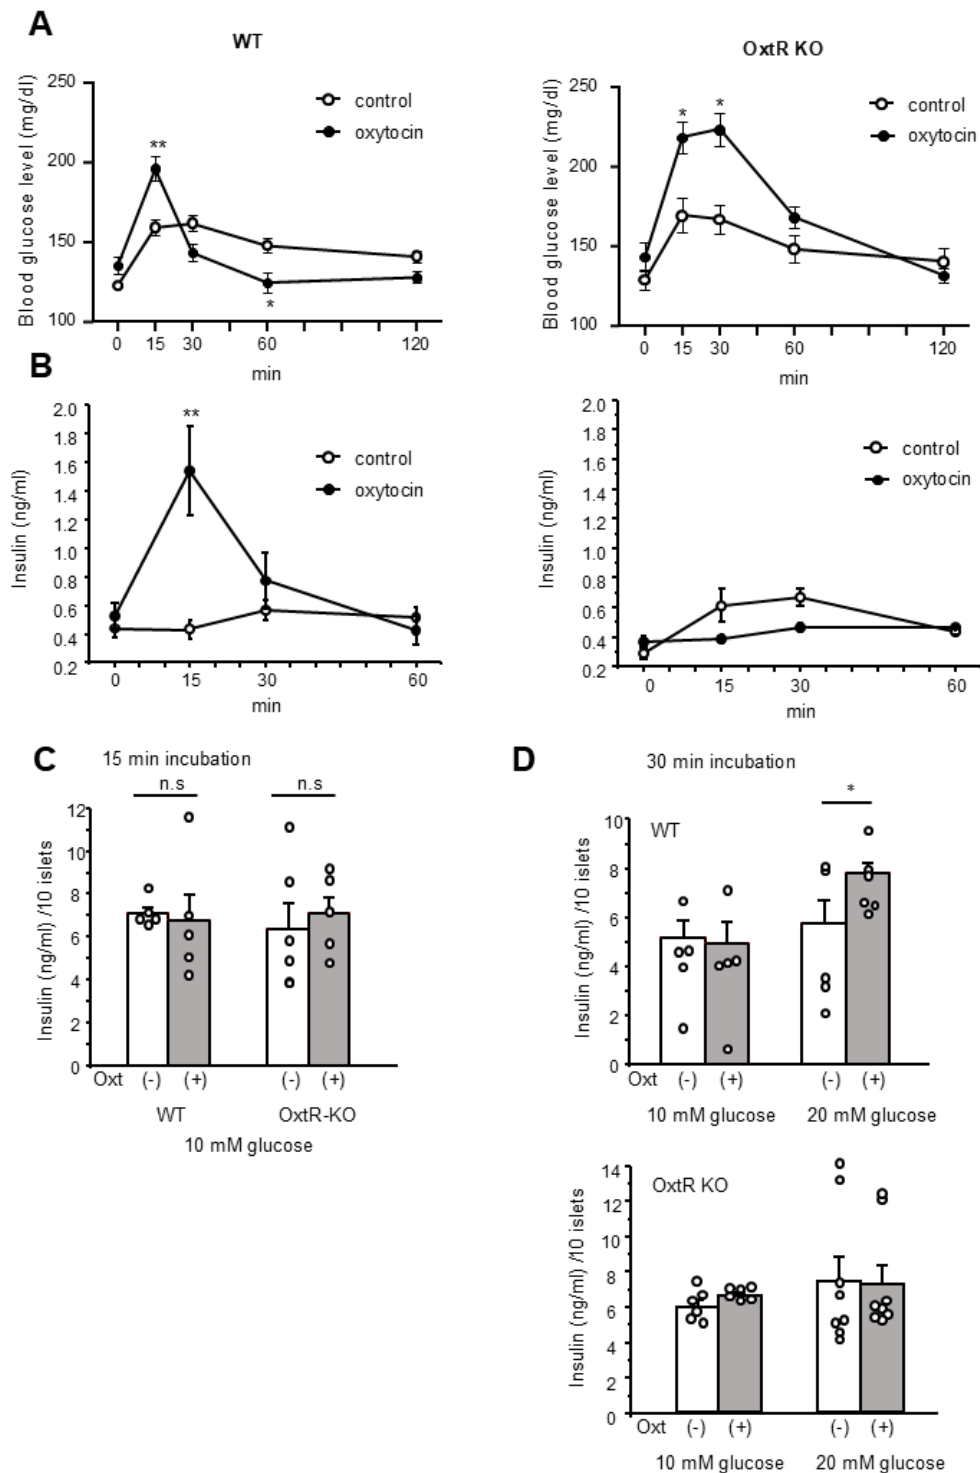 A
WT
Blood glucose level (mg/dl)
250
200
150
100
**
*
control
oxytocin
0 15 30 60 120
min
OxtR KO
Blood glucose level (mg/dl)
250
200
150
100
* *
control
oxytocin
0 15 30 60 120
min
B
Insulin (ng/ml)
2.0
1.8
1.6
1.4
1.2
1.0
0.8
0.6
0.4
0.2
**
control
oxytocin
0 15 30 60
min
Insulin (ng/ml)
2.0
1.8
1.6
1.4
1.2
1.0
0.8
0.6
0.4
0.2
control
oxytocin
0 15 30 60
min
C
15 min incubation
n.s n.s
Insulin (ng/ml) /10 islets
12
10
8
6
4
2
0
Oxt (-) (+) (-) (+)
WT OxtR-KO
10 mM glucose
D
30 min incubation
WT
*
Insulin (ng/ml) /10 islets
10
8
6
4
2
0
Oxt (-) (+) (-) (+)
10 mM glucose 20 mM glucose
OxtR KO
Insulin (ng/ml) /10 islets
14
12
10
8
6
4
2
0
Oxt (-) (+) (-) (+)
10 mM glucose 20 mM glucose